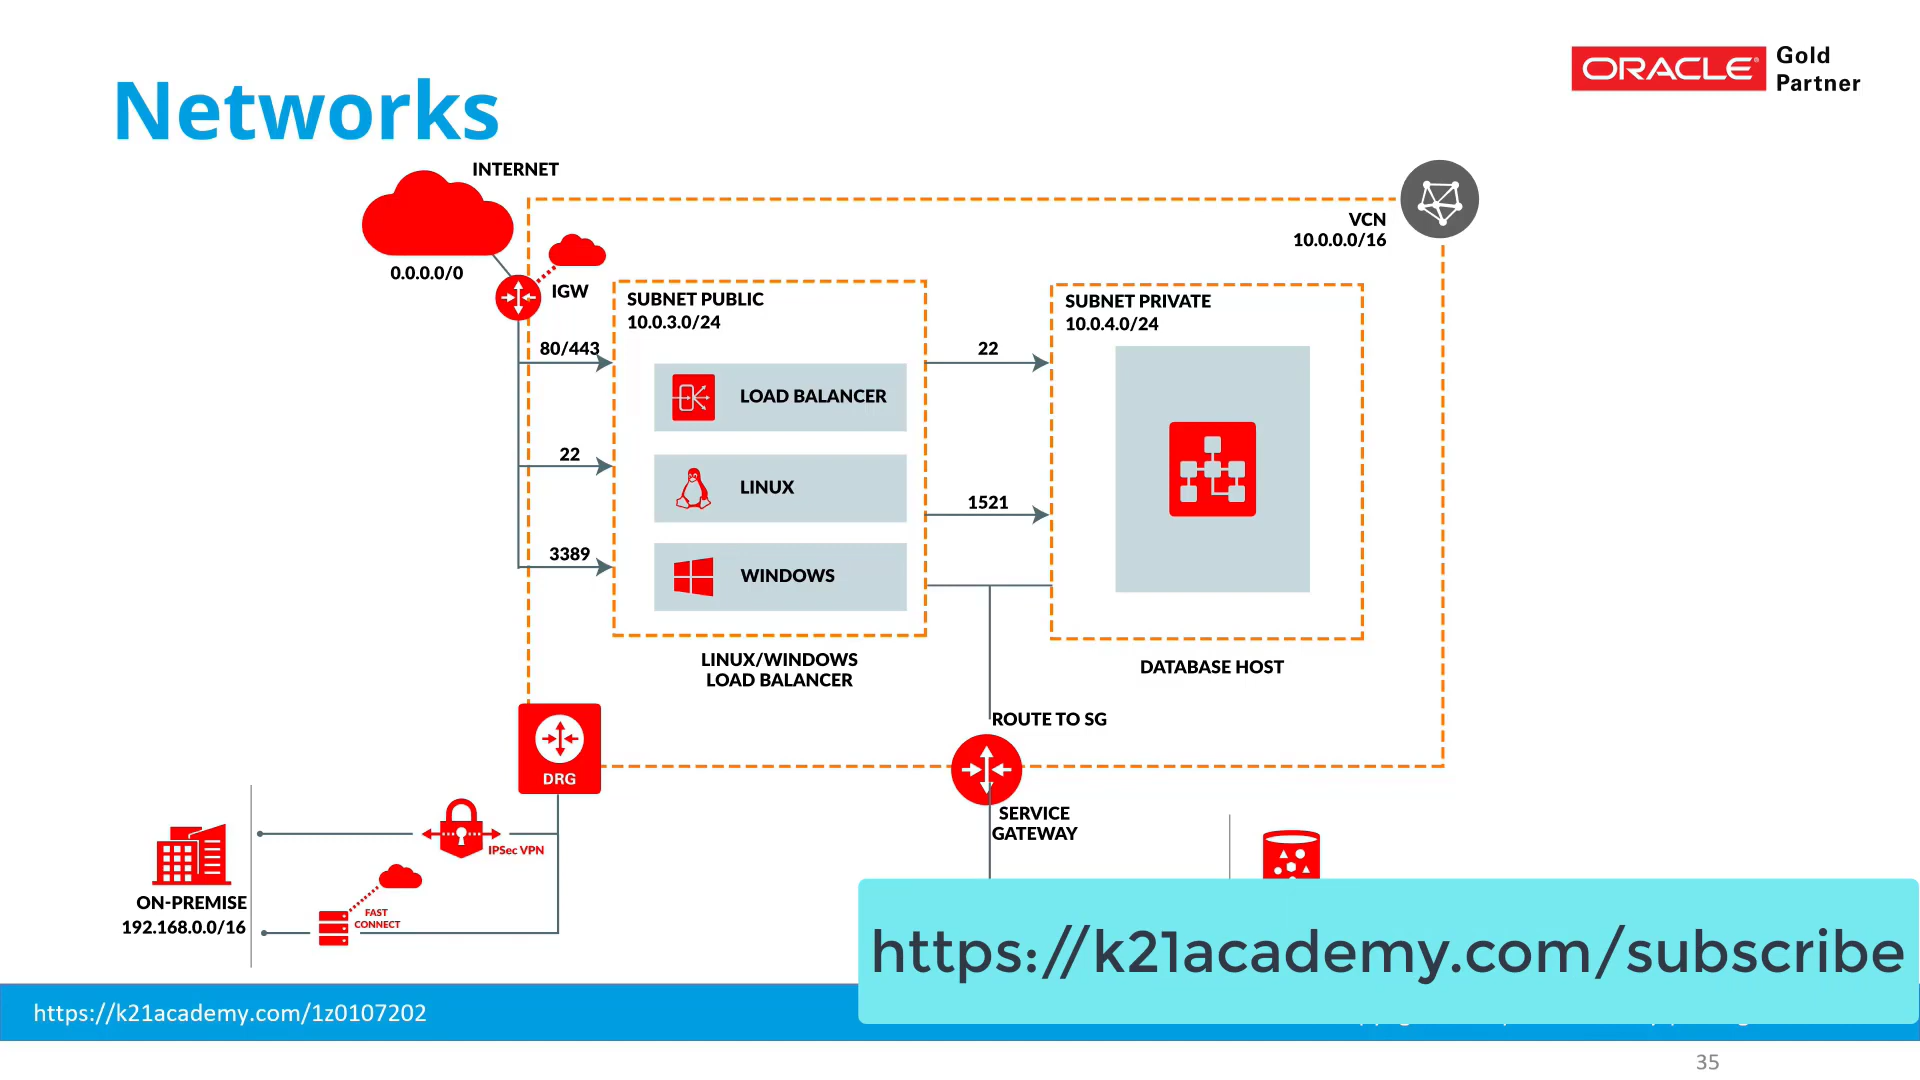 Networks
ORACLE
Gold
Partner
INTERNET
0.0.0.0/0
IGW
VCN
10.0.0.0/16
SUBNET PUBLIC
10.0.3.0/24
SUBNET PRIVATE
10.0.4.0/24
80/443
22
3389
LOAD BALANCER
LINUX
WINDOWS
22
1521
LINUX/WINDOWS
LOAD BALANCER
DATABASE HOST
ROUTE TO SG
DRG
SERVICE
GATEWAY
IPSec VPN
FAST
CONNECT
ON-PREMISE
192.168.0.0/16
https://k21academy.com/subscribe
https://k21academy.com/1z0107202
35